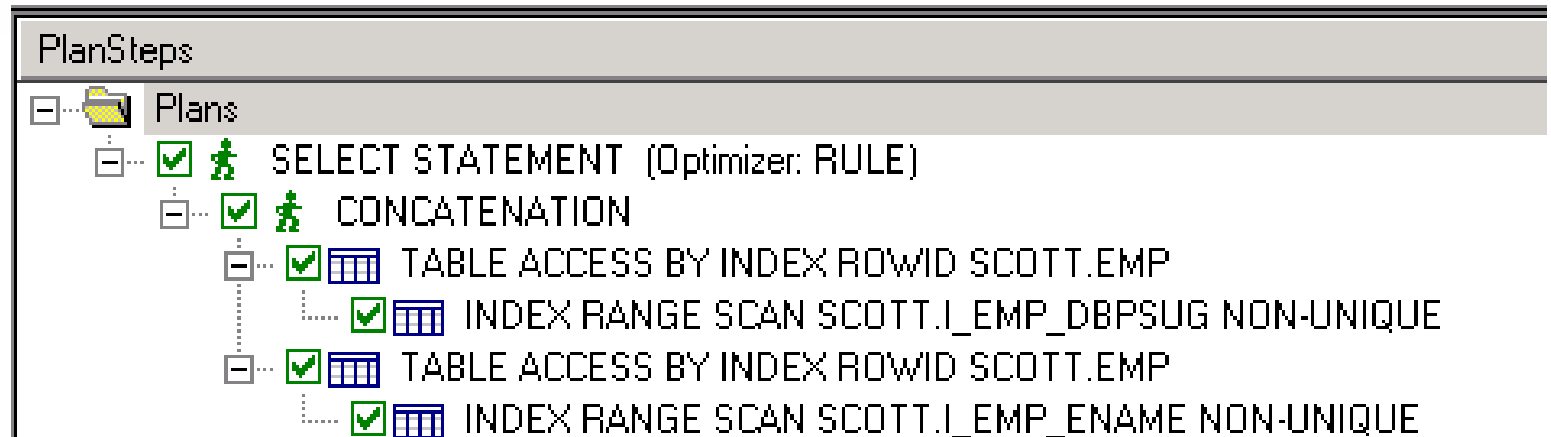 PlanSteps
Plans
SELECT STATEMENT (Optimizer: RULE)
CONCATENATION
TABLE ACCESS BY INDEX ROWID SCOTT.EMP
INDEX RANGE SCAN SCOTT.I_EMP_DBPSUG NON-UNIQUE
TABLE ACCESS BY INDEX ROWID SCOTT.EMP
INDEX RANGE SCAN SCOTT.I_EMP_ENAME NON-UNIQUE